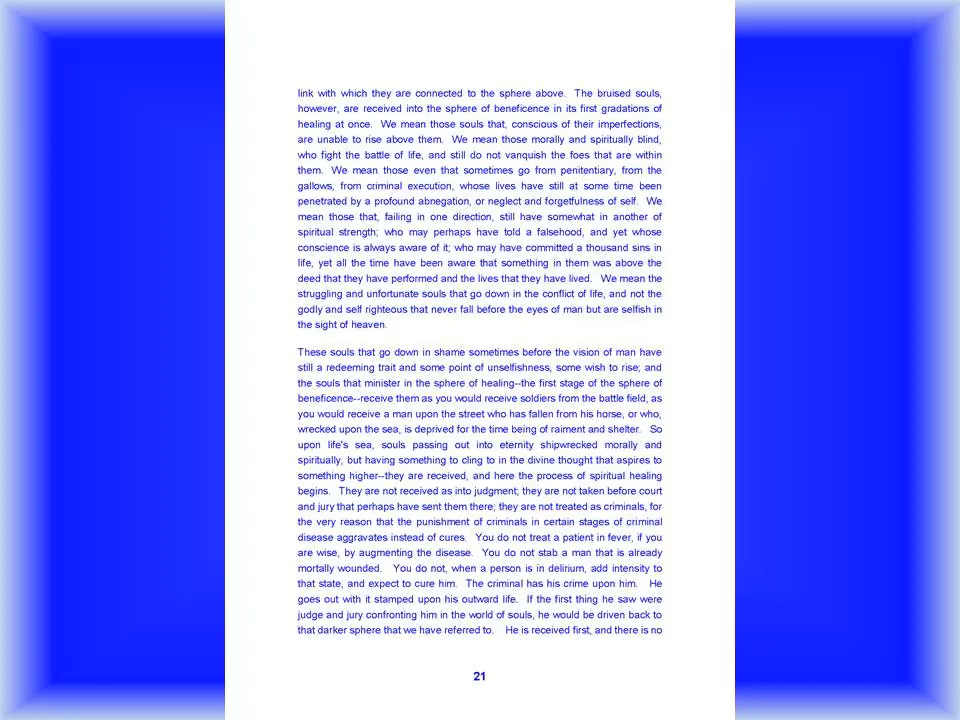 link with which they are connected to the sphere above. The bruised souls,
however, are received into the sphere of beneficence in its first gradations of
healing at once. We mean those souls that, conscious of their imperfections,
are unable to rise above them. We mean those morally and spiritually blind,
who fight the battle of life, and still do not vanquish the foes that are within
them. We mean those even that sometimes go from penitentiary, from the
gallows, from criminal execution, whose lives have still at some time been
penetrated by a profound abnegation, or neglect and forgetfulness of self. We
mean those that, failing in one direction, still have somewhat in another of
spiritual strength; who may perhaps have told a falsehood, and yet whose
conscience is always aware of it; who may have committed a thousand sins in
life, yet all the time have been aware that something in them was above the
deed that they have performed and the lives that they have lived. We mean the
struggling and unfortunate souls that go down in the conflict of life, and not the
godly and self righteous that never fall before the eyes of man but are selfish in
the sight of heaven.
These souls that go down in shame sometimes before the vision of man have
still a redeeming trait and some point of unselfishness, some wish to rise; and
the souls that minister in the sphere of healing--the first stage of the sphere of
beneficence--receive them as you would receive soldiers from the battle field, as
you would receive a man upon the street who has fallen from his horse, or who,
wrecked upon the sea, is deprived for the time being of raiment and shelter. So
upon life's sea, souls passing out into eternity shipwrecked morally and
spiritually, but having something to cling to in the divine thought that aspires to
something higher--they are received, and here the process of spiritual healing
begins. They are not received as into judgment; they are not taken before court
and jury that perhaps have sent them there; they are not treated as criminals, for
the very reason that the punishment of criminals in certain stages of criminal
disease aggravates instead of cures. You do not treat a patient in fever, if you
are wise, by augmenting the disease. You do not stab a man that is already
mortally wounded. You do not, when a person is in delirium, add intensity to
that state, and expect to cure him. The criminal has his crime upon him. He
goes out with it stamped upon his outward life. If the first thing he saw were
judge and jury confronting him in the world of souls, he would be driven back to
that darker sphere that we have referred to. He is received first, and there is no
21